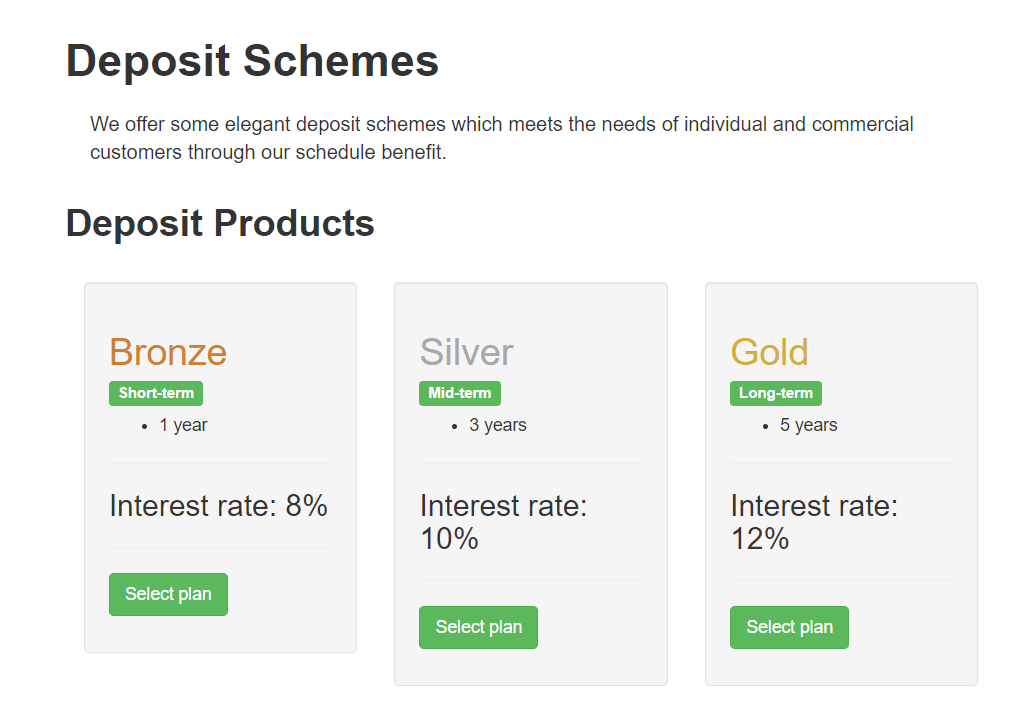 Deposit Schemes
We offer some elegant deposit schemes which meets the needs of individual and commercial
customers through our schedule benefit.
Deposit Products
Bronze
Short-term
• 1 year
Interest rate: 8%
Select plan
Silver
Mid-term
• 3 years
Interest rate:
10%
Select plan
Gold
Long-term
• 5 years
Interest rate:
12%
Select plan